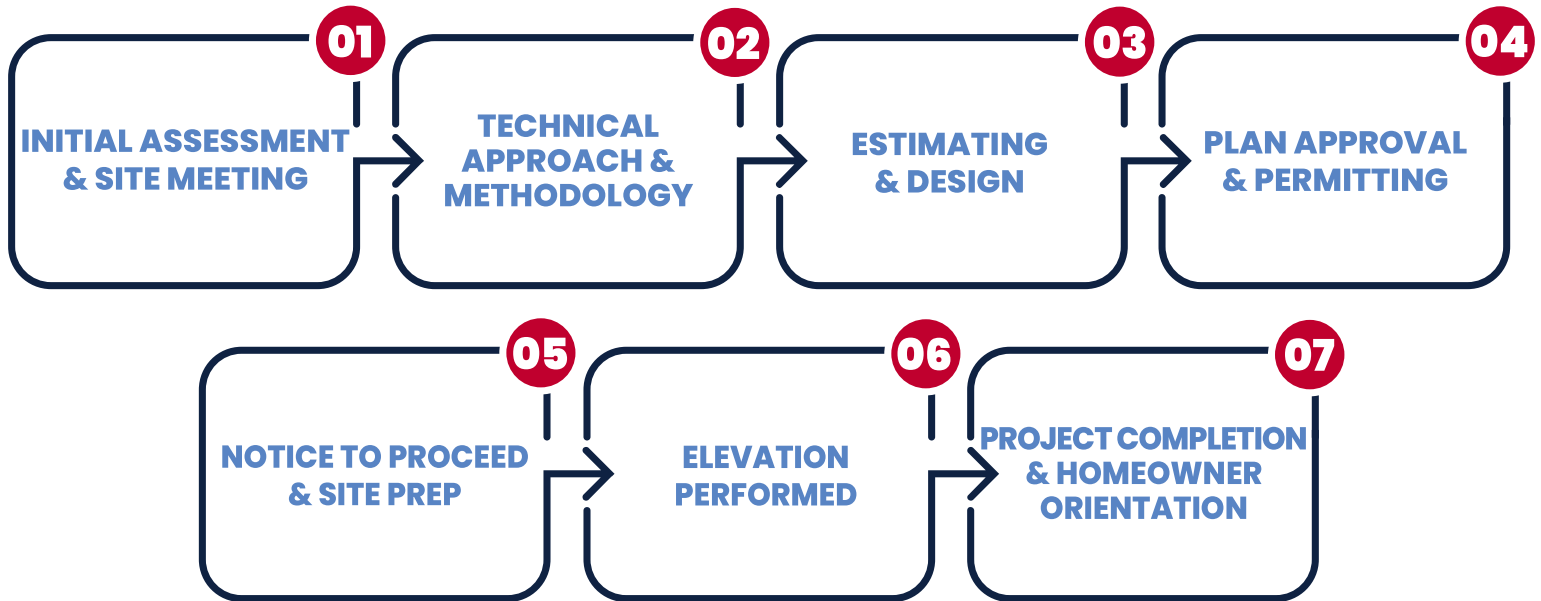 01
INITIAL ASSESSMENT
& SITE MEETING
02
TECHNICAL
APPROACH &
METHODOLOGY
03
ESTIMATING
& DESIGN
04
PLAN APPROVAL
& PERMITTING
05
NOTICE TO PROCEED
& SITE PREP
06
ELEVATION
PERFORMED
07
PROJECT COMPLETION
& HOMEOWNER
ORIENTATION